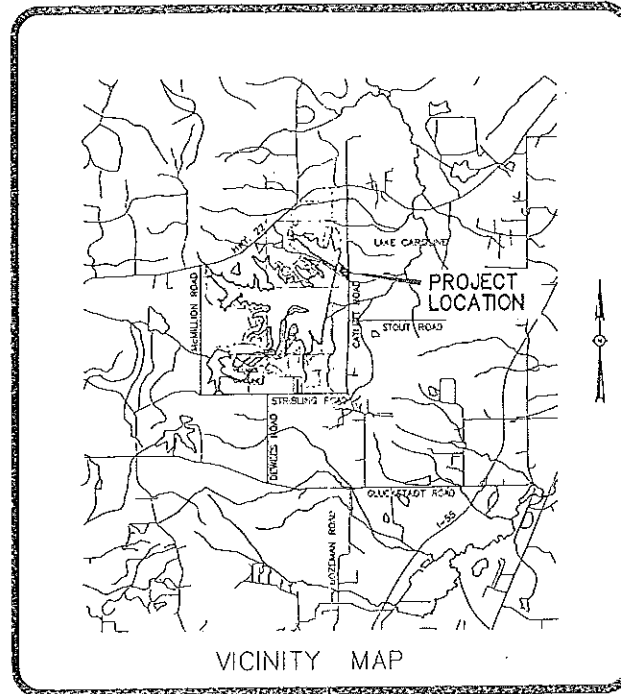 HWY. 22
LAKE CAROLINE
PROJECT
LOCATION
McMILLION ROAD
CATLETT ROAD
STOUT ROAD
STRIBLING ROAD
DEWEES ROAD
GLUCKSTADT ROAD
I-55
BOZEMAN ROAD
VICINITY MAP